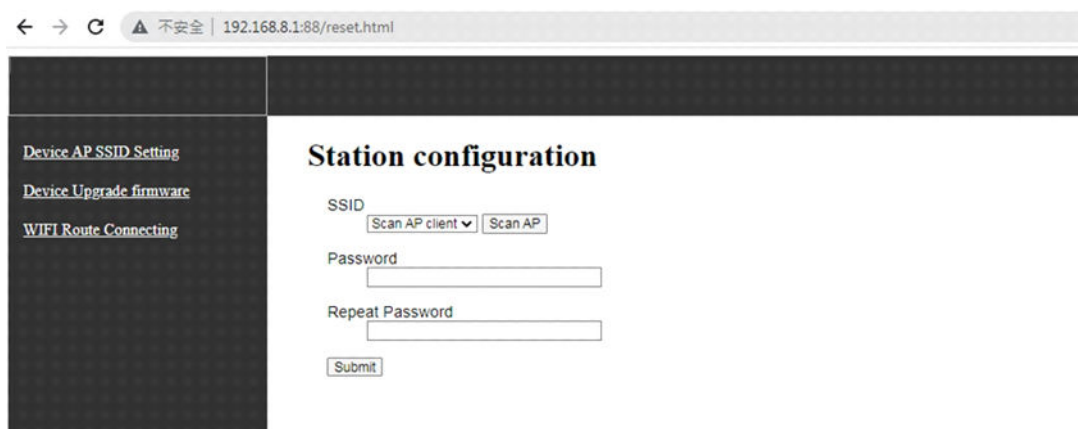 不安全 | 192.168.8.1:88/reset.html
Device AP SSID Setting
Device Upgrade firmware
WIFI Route Connecting
Station configuration
SSID
Scan AP client Scan AP
Password
Repeat Password
Submit